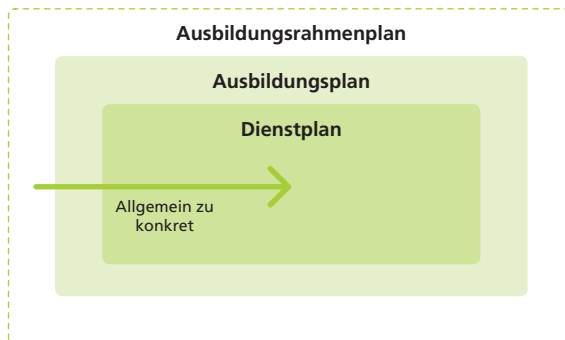 Ausbildungsrahmenplan
Ausbildungsplan
Dienstplan
Allgemein zu
konkret